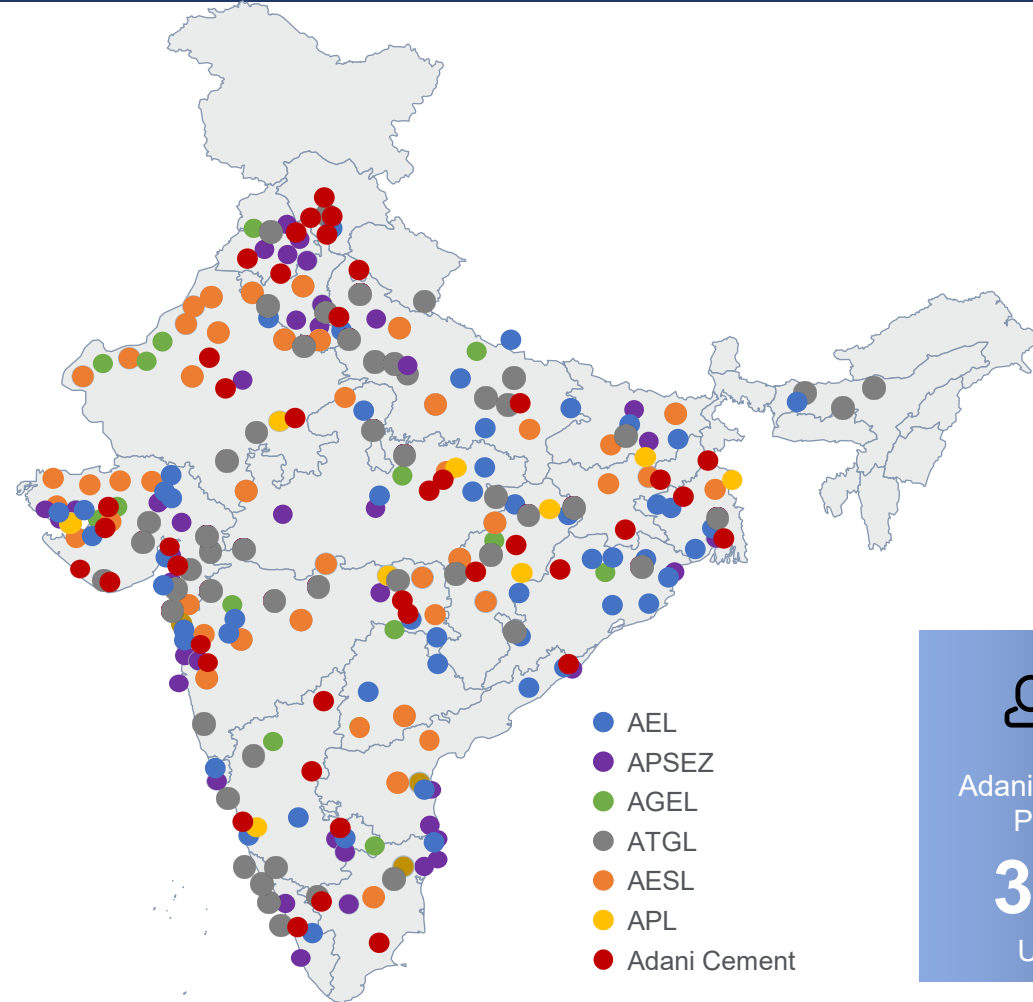 AEL
APSEZ
AGEL
ATGL
AESL
APL
Adani Cement
Adani
P
3
U